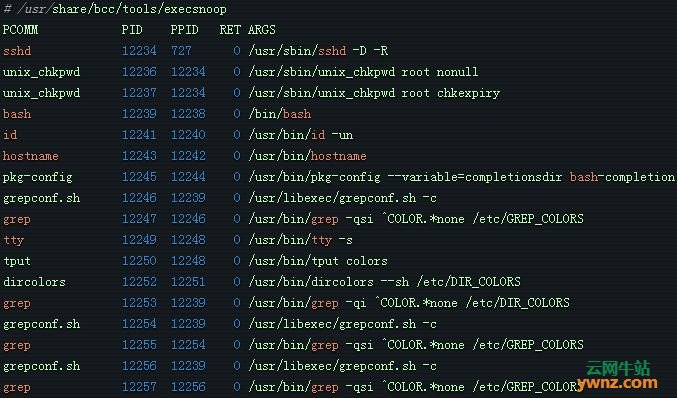 # /usr/share/bcc/tools/execsnoop
PCOMM PID PPID RET ARGS
sshd 12234 727 0 /usr/sbin/sshd -D -R
unix_chkpwd 12236 12234 0 /usr/sbin/unix_chkpwd root nonull
unix_chkpwd 12237 12234 0 /usr/sbin/unix_chkpwd root chkexpiry
bash 12239 12238 0 /bin/bash
id 12241 12240 0 /usr/bin/id -un
hostname 12243 12242 0 /usr/bin/hostname
pkg-config 12245 12244 0 /usr/bin/pkg-config --variable=completionsdir bash-completion
grepconf.sh 12246 12239 0 /usr/libexec/grepconf.sh -c
grep 12247 12246 0 /usr/bin/grep -qsi ^COLOR.*none /etc/GREP_COLORS
tty 12249 12248 0 /usr/bin/tty -s
tput 12250 12248 0 /usr/bin/tput colors
dircolors 12252 12251 0 /usr/bin/dircolors --sh /etc/DIR_COLORS
grep 12253 12239 0 /usr/bin/grep -qi ^COLOR.*none /etc/DIR_COLORS
grepconf.sh 12254 12239 0 /usr/libexec/grepconf.sh -c
grep 12255 12254 0 /usr/bin/grep -qsi ^COLOR.*none /etc/GREP_COLORS
grepconf.sh 12256 12239 0 /usr/libexec/grepconf.sh -c
grep 12257 12256 0 /usr/bin/grep -qsi ^COLOR.*none /etc/GREP_COLORS
云网牛站
ywnz.com